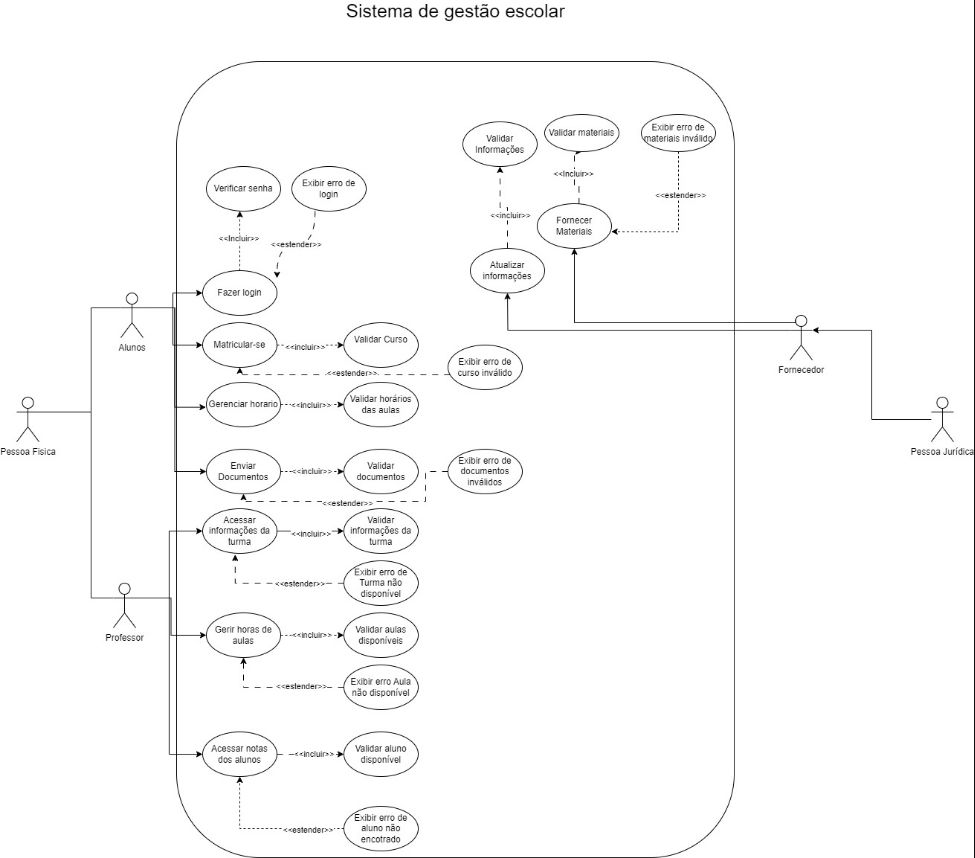 Sistema de gestão escolar
Validar
Informações
Validar materiais
Exibir erro de
materiais inválido
Verificar senha
Exibir erro de
login
<<Incluir>>
<<estender>>
<<incluir>>
<<Incluir>>
<<estender>>
Fornecer
Materiais
Atualizar
informações
Fazer login
Alunos
Matricular-se
<<incluir>>
Validar Curso
<<estender>>
Exibir erro de
curso inválido
Fornecedor
Gerenciar horario
<<incluir>>
Validar horários
das aulas
Pessoa Fisica
Pessoa Jurídica
Enviar
Documentos
<<incluir>>
Validar
documentos
Exibir erro de
documentos
inválidos
<<estender>>
Acessar
informações da
turma
<<incluir>>
Validar
informações da
turma
<<estender>>
Exibir erro de
Turma não
disponível
Professor
Gerir horas de
aulas
<<incluir>>
Validar aulas
disponíveis
<<estender>>
Exibir erro Aula
não disponível
Acessar notas
dos alunos
<<incluir>>
Validar aluno
disponível
<<estender>>
Exibir erro de
aluno não
encotrado